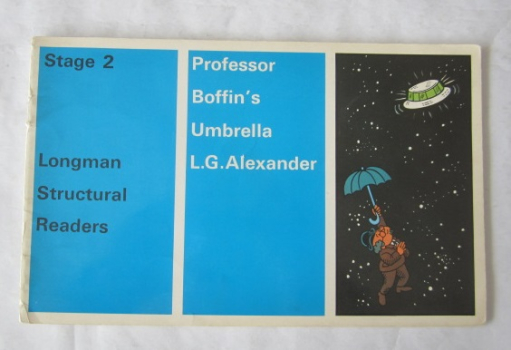 Stage 2
Longman
Structural
Readers
Professor
Boffin's
Umbrella
L.G.Alexander